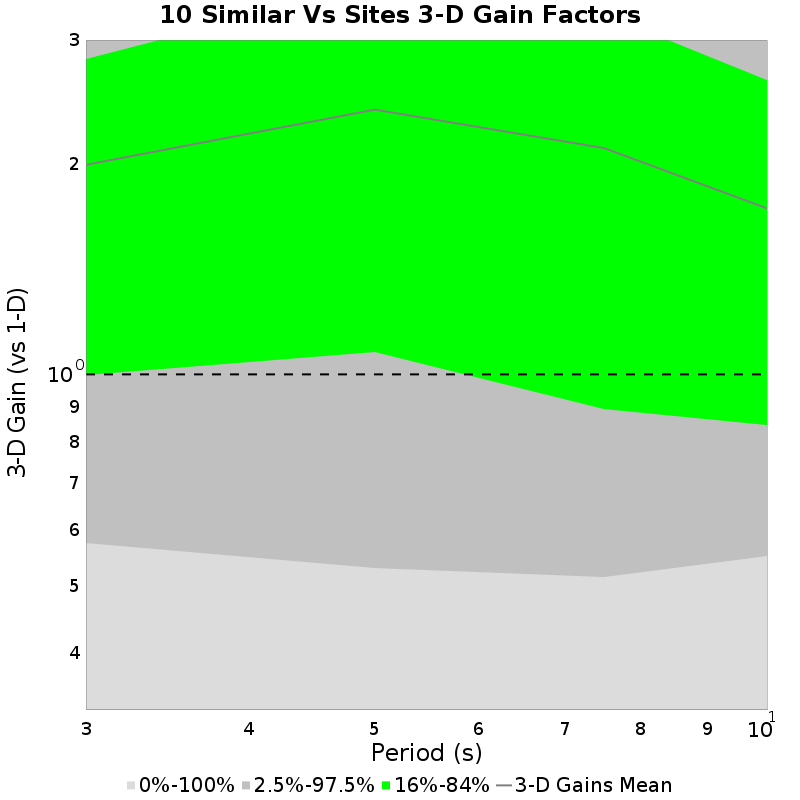 10 Similar Vs Sites 3-D Gain Factors
3-D Gain (vs 1-D)
3
2
10⁰
9
8
7
6
5
4
3 4 5 6 7 8 9 10¹
Period (s)
0%-100% 2.5%-97.5% 16%-84% 3-D Gains Mean